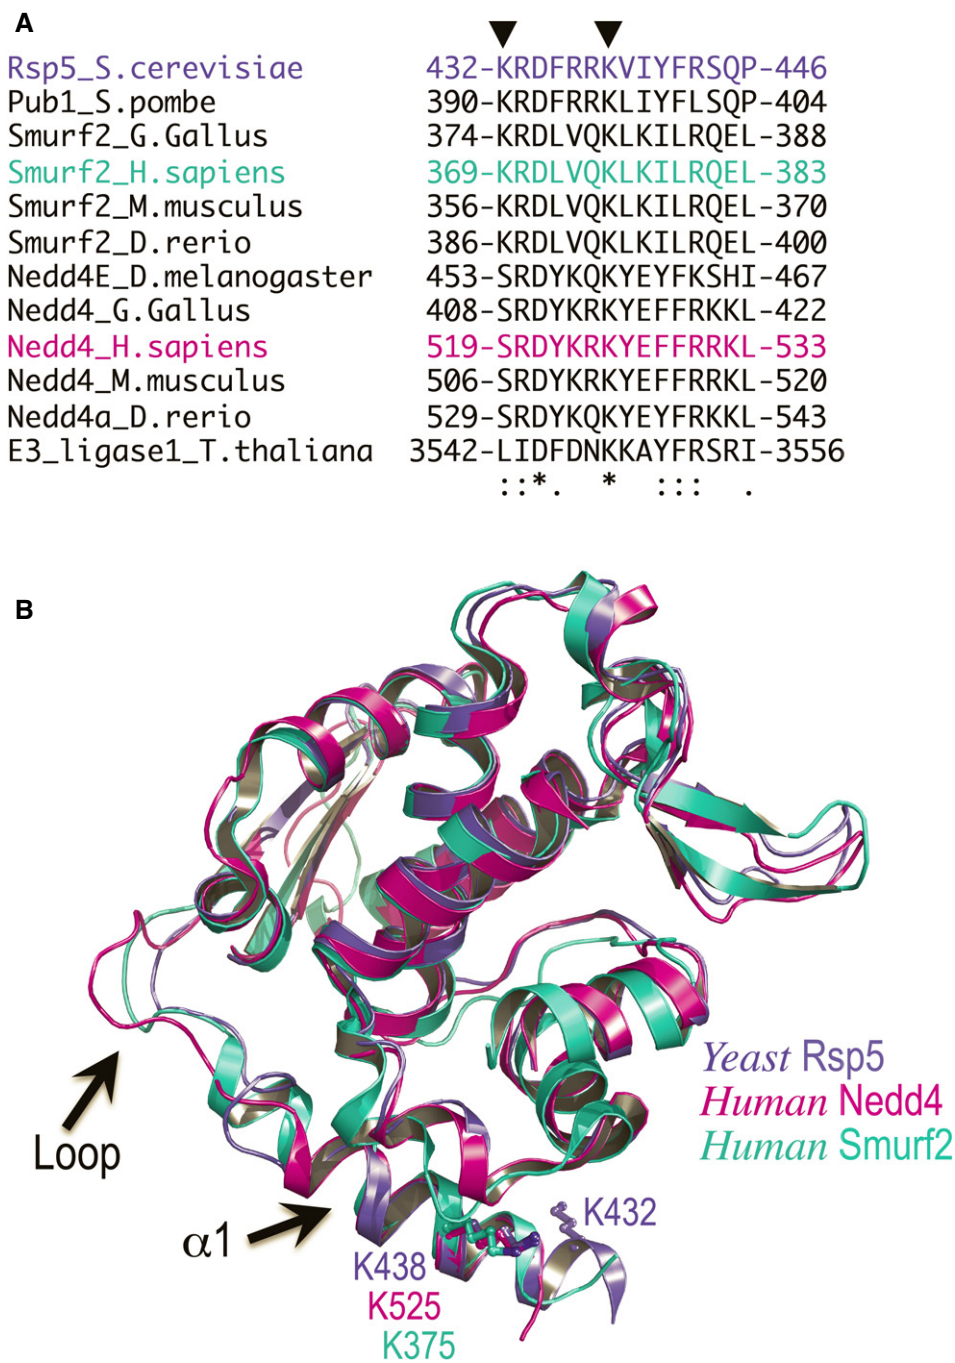 A
Rsp5_S.cerevisiae 432-KRDFRRKVIYFRSQP-446
Pub1_S.pombe 390-KRDFRRKLIYFLSQP-404
Smurf2_G.Gallus 374-KRDLVQKLKILRQEL-388
Smurf2_H.sapiens 369-KRDLVQKLKILRQEL-383
Smurf2_M.musculus 356-KRDLVQKLKILRQEL-370
Smurf2_D.rerio 386-KRDLVQKLKILRQEL-400
Nedd4E_D.melanogaster 453-SRDYKQKYEYFKSHI-467
Nedd4_G.Gallus 408-SRDYKRKYEYFRKKL-422
Nedd4_H.sapiens 519-SRDYKRKYEFFRRKL-533
Nedd4_M.musculus 506-SRDYKRKYEFFRRKL-520
Nedd4a_D.rerio 529-SRDYKQKYEYFRKKL-543
E3_ligase1_T.thaliana 3542-LIDFDNKKAYFRSRI-3556
::*. * ::: .
B
Yeast Rsp5
Human Nedd4
Human Smurf2
Loop
α1
K432
K438
K525
K375